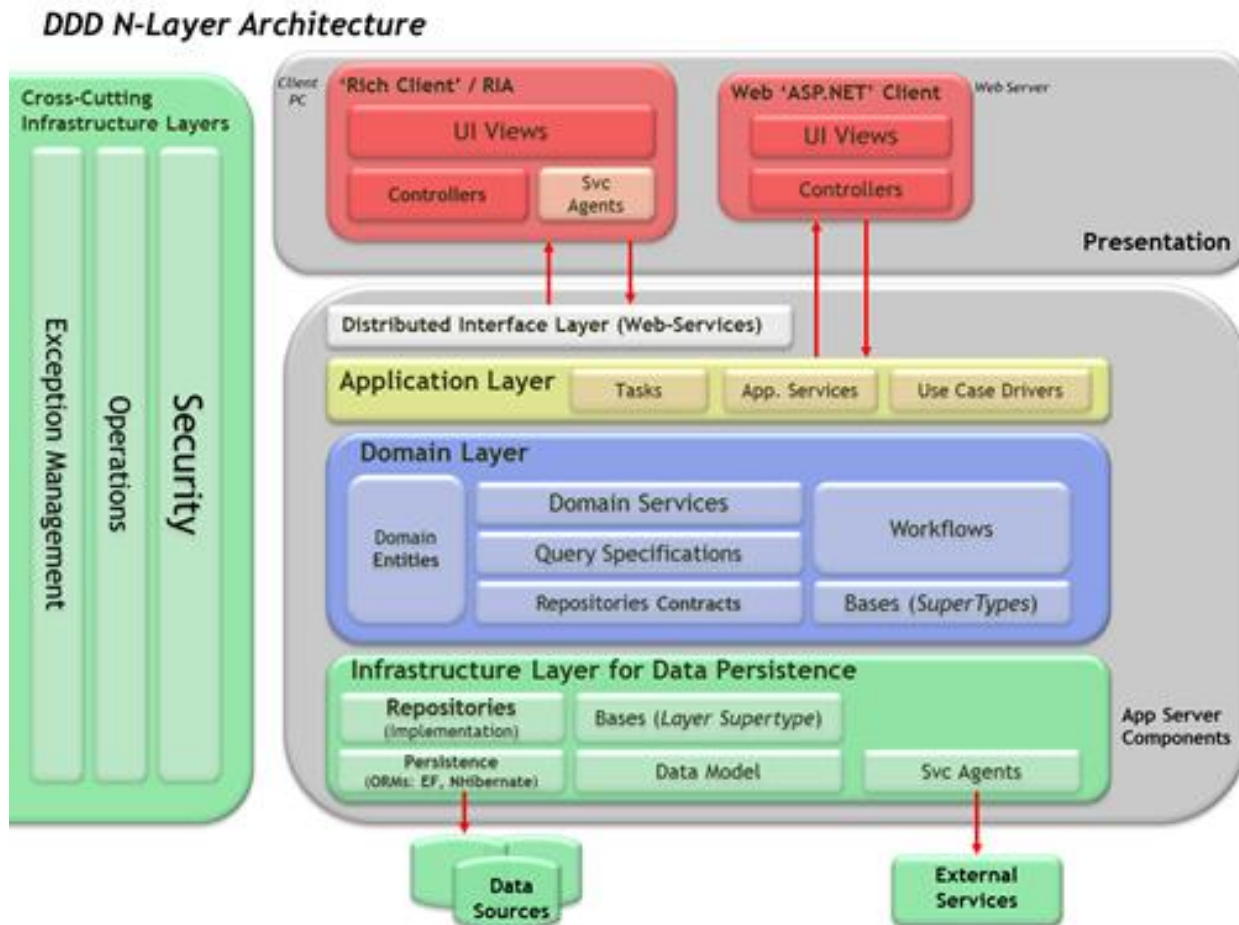 DDD N-Layer Architecture
Cross-Cutting
Infrastructure Layers
Exception Management
Operations
Security
Client
PC
'Rich Client' / RIA
UI Views
Controllers
Svc
Agents
Web 'ASP.NET' Client
Web Server
UI Views
Controllers
Presentation
Distributed Interface Layer (Web-Services)
Application Layer
Tasks
App. Services
Use Case Drivers
Domain Layer
Domain
Entities
Domain Services
Query Specifications
Repositories Contracts
Workflows
Bases (SuperTypes)
Infrastructure Layer for Data Persistence
Repositories
(Implementation)
Bases (Layer Supertype)
Persistence
(ORMs: EF, NHibernate)
Data Model
Svc Agents
App Server
Components
Data
Sources
External
Services